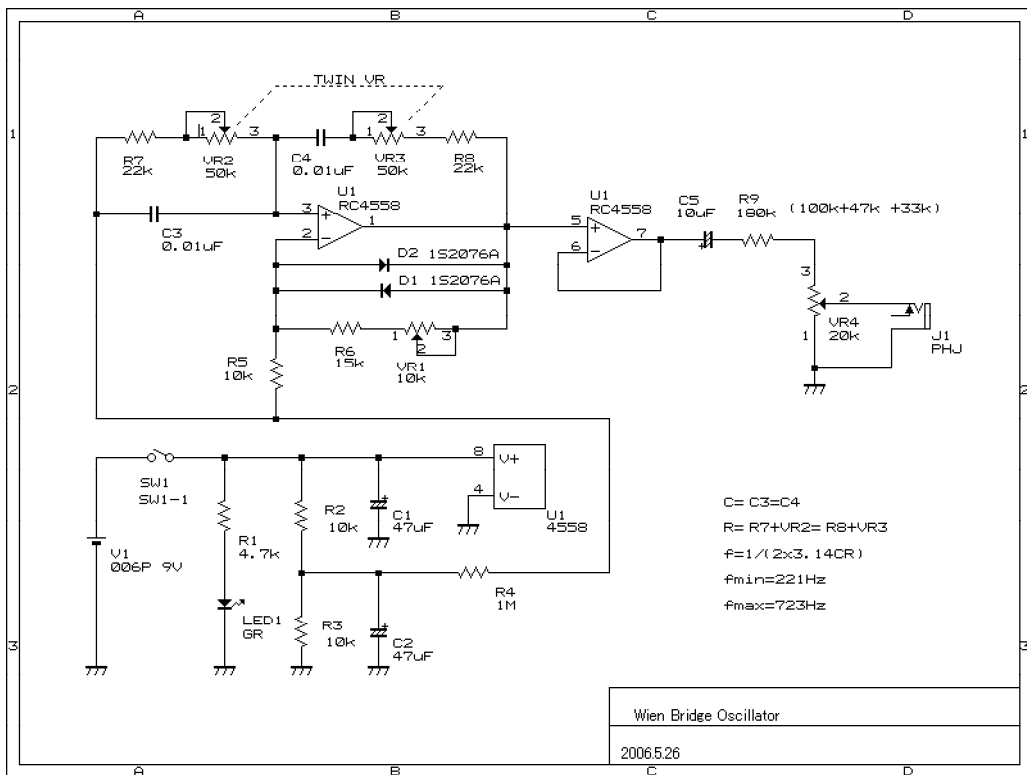 A B C D
TWIN VR
1 1 2 3 2 1 3 1
R7 22k
VR2 50k
C4 0.01uF
VR3 50k
R8 22k
U1 RC4558
3 + 1
2 -
C3 0.01uF
U1 RC4558
5 + 7
6 -
C5 10uF
R9 180k (100k+47k +33k)
D2 1S2076A
D1 1S2076A
3
2
1
VR4 20k
J1 PHJ
R6 15k
1 2 3
VR1 10k
R5 10k
2 2
SW1 SW1-1
8 V+
4 V-
U1 4558
R2 10k
C1 47uF
R1 4.7k
V1 006P 9V
R4 1M
LED1 GR
R3 10k
C2 47uF
C= C3=C4
R= R7+VR2= R8+VR3
f=1/(2x3.14CR)
fmin=221Hz
fmax=723Hz
3 3
Wien Bridge Oscillator
2006.5.26
A B C D